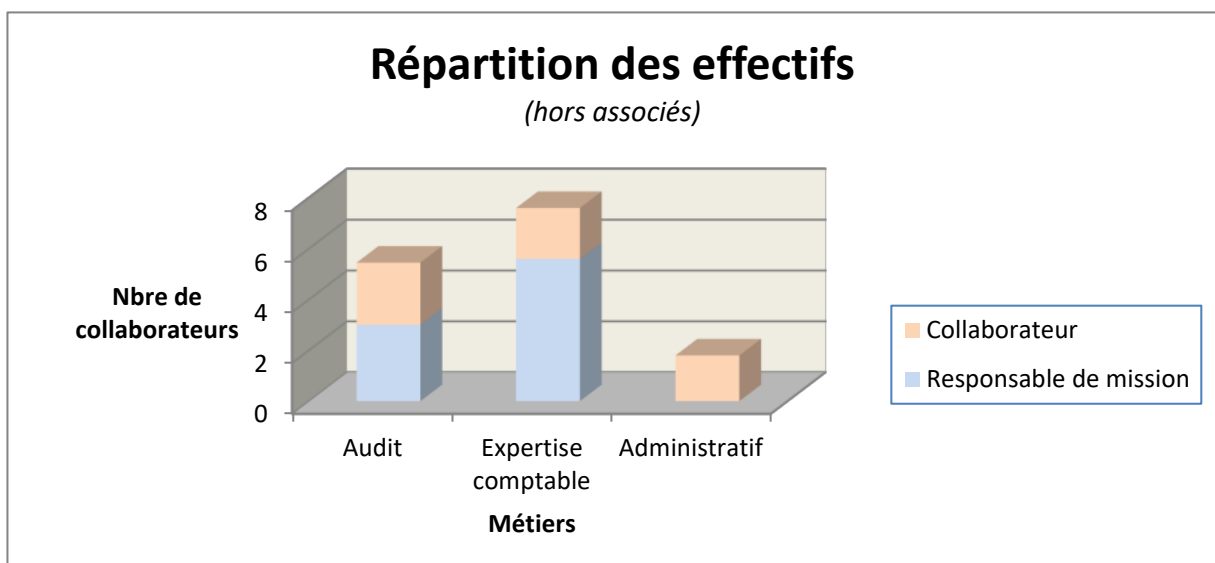 Répartition des effectifs
(hors associés)
8
6
4
2
0
Nbre de
collaborateurs
Audit
Expertise
comptable
Administratif
Métiers
Collaborateur
Responsable de mission